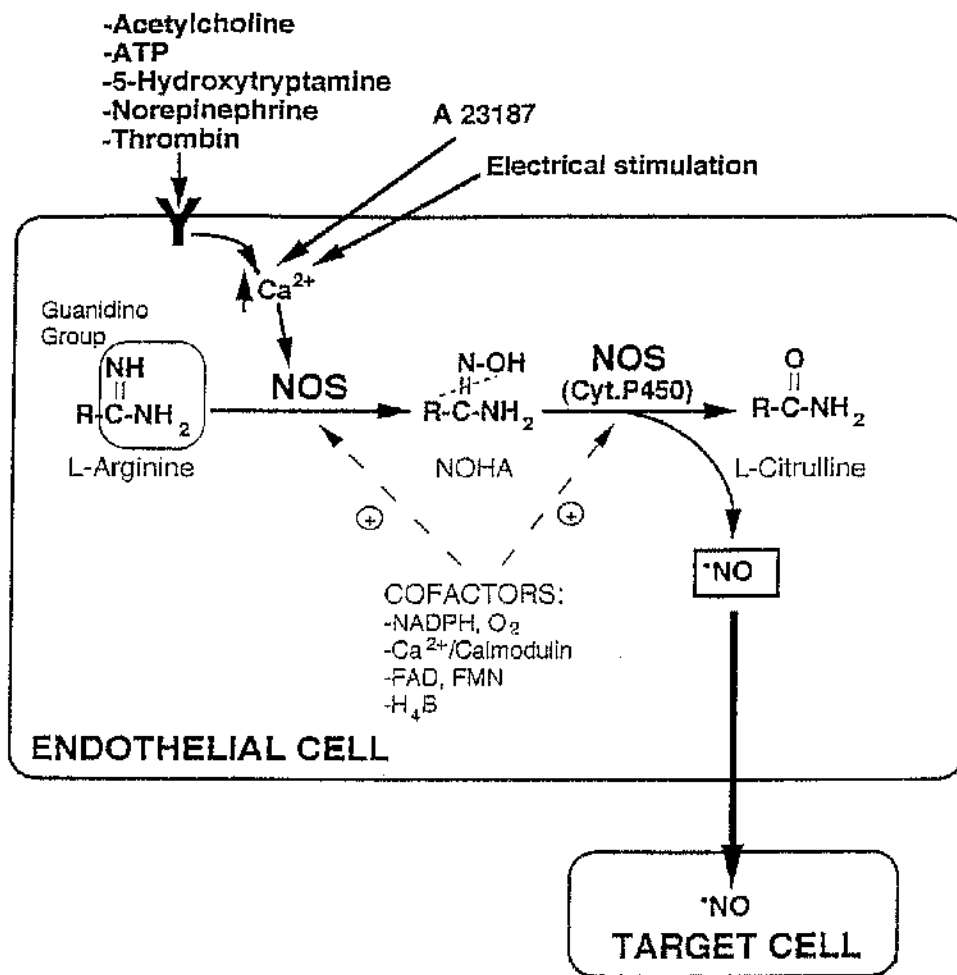 -Acetylcholine
-ATP
-5-Hydroxytryptamine
-Norepinephrine
-Thrombin
A 23187
Electrical stimulation
Ca²⁺
Guanidino
Group
NH
||
R-C-NH₂
L-Arginine
NOS
N-OH
||
R-C-NH₂
NOHA
NOS
(Cyt.P450)
O
||
R-C-NH₂
L-Citrulline
+
+
•NO
COFACTORS:
-NADPH, O₂
-Ca²⁺/Calmodulin
-FAD, FMN
-H₄B
ENDOTHELIAL CELL
•NO
TARGET CELL